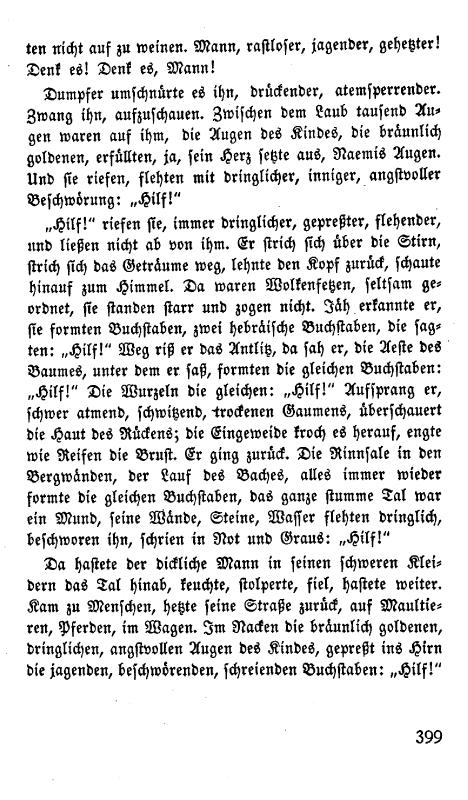 ten nicht auf zu weinen. Mann, rastloser, jagender, gehetzter!
Denk es! Denk es, Mann!
Dumpfer umschnürte es ihn, drückender, atemsperrender.
Zwang ihn, aufzuschauen. Zwischen dem Laub tausend Au-
gen waren auf ihm, die Augen des Kindes, die bräunlich
goldenen, erfüllten, ja, sein Herz setzte aus, Naemis Augen.
Und sie riefen, flehten mit dringlicher, inniger, angstvoller
Beschwörung: „Hilf!“
„Hilf!“ riefen sie, immer dringlicher, gepreßter, flehender,
und ließen nicht ab von ihm. Er strich sich über die Stirn,
strich sich das Geträume weg, lehnte den Kopf zurück, schaute
hinauf zum Himmel. Da waren Wolkenfetzen, seltsam ge-
ordnet, sie standen starr und zogen nicht. Jäh erkannte er,
sie formten Buchstaben, zwei hebräische Buchstaben, die sag-
ten: „Hilf!“ Weg riß er das Antlitz, da sah er, die Aeste des
Baumes, unter dem er saß, formten die gleichen Buchstaben:
„Hilf!“ Die Wurzeln die gleichen: „Hilf!“ Aufsprang er,
schwer atmend, schwitzend, trockenen Gaumens, überschauert
die Haut des Rückens; die Eingeweide kroch es herauf, engte
wie Reifen die Brust. Er ging zurück. Die Rinnsale in den
Bergwänden, der Lauf des Baches, alles immer wieder
formte die gleichen Buchstaben, das ganze stumme Tal war
ein Mund, seine Wände, Steine, Wasser flehten dringlich,
beschworen ihn, schrien in Not und Graus: „Hilf!“
Da hastete der dickliche Mann in seinen schweren Klei-
dern das Tal hinab, keuchte, stolperte, fiel, hastete weiter.
Kam zu Menschen, hetzte seine Straße zurück, auf Maultie-
ren, Pferden, im Wagen. Im Nacken die bräunlich goldenen,
dringlichen, angstvollen Augen des Kindes, gepreßt ins Hirn
die jagenden, beschwörenden, schreienden Buchstaben: „Hilf!“
399